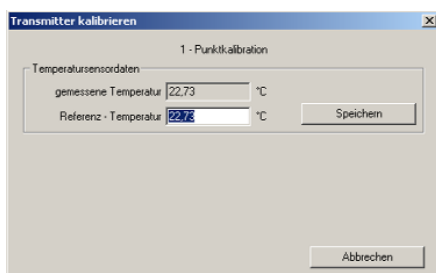 Transmitter kalibrieren
1 - Punktkalibration
Temperatursensordaten
gemessene Temperatur 22,73 °C
Referenz - Temperatur 22,73 °C
Speichern
Abbrechen